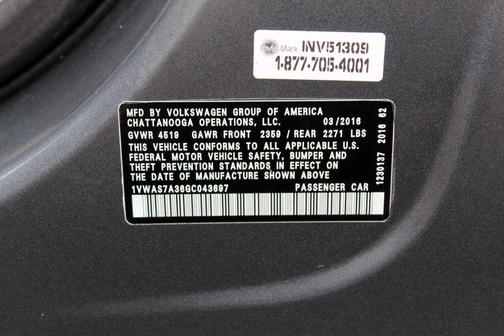 Mark INV51309
1-877-705-4001
MFD BY VOLKSWAGEN GROUP OF AMERICA
CHATTANOOGA OPERATIONS, LLC. 03/2016
GVWR 4519 GAWR FRONT 2359 / REAR 2271 LBS
THIS VEHICLE CONFORMS TO ALL APPLICABLE U.S.
FEDERAL MOTOR VEHICLE SAFETY, BUMPER AND
THEFT PREVENTION STANDARDS IN EFFECT ON
THE DATE OF MANUFACTURE SHOWN ABOVE
1VWAS7A36GC043697 PASSENGER CAR
1230137 2016 62